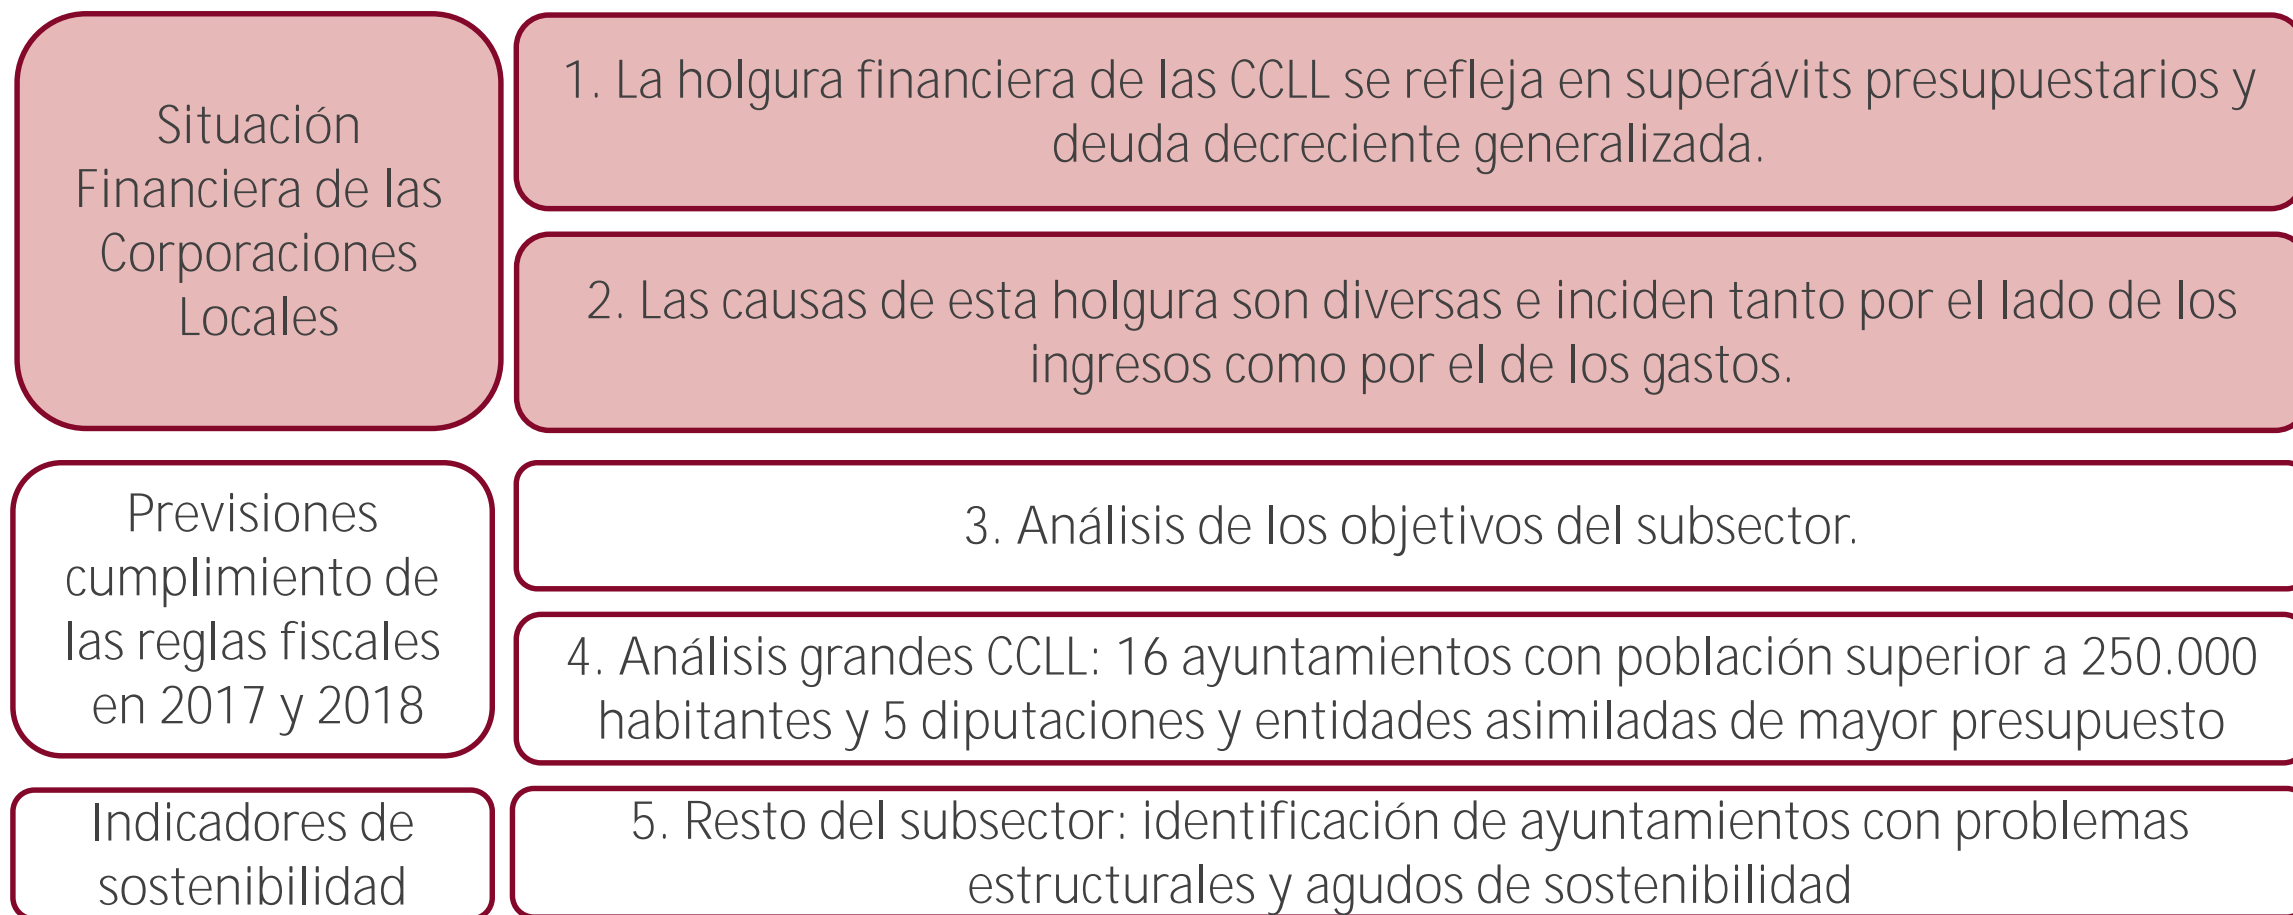 Situación
Financiera de las
Corporaciones
Locales
1. La holgura financiera de las CCLL se refleja en superávits presupuestarios y
deuda decreciente generalizada.
2. Las causas de esta holgura son diversas e inciden tanto por el lado de los
ingresos como por el de los gastos.
Previsiones
cumplimiento de
las reglas fiscales
en 2017 y 2018
3. Análisis de los objetivos del subsector.
4. Análisis grandes CCLL: 16 ayuntamientos con población superior a 250.000
habitantes y 5 diputaciones y entidades asimiladas de mayor presupuesto
Indicadores de
sostenibilidad
5. Resto del subsector: identificación de ayuntamientos con problemas
estructurales y agudos de sostenibilidad